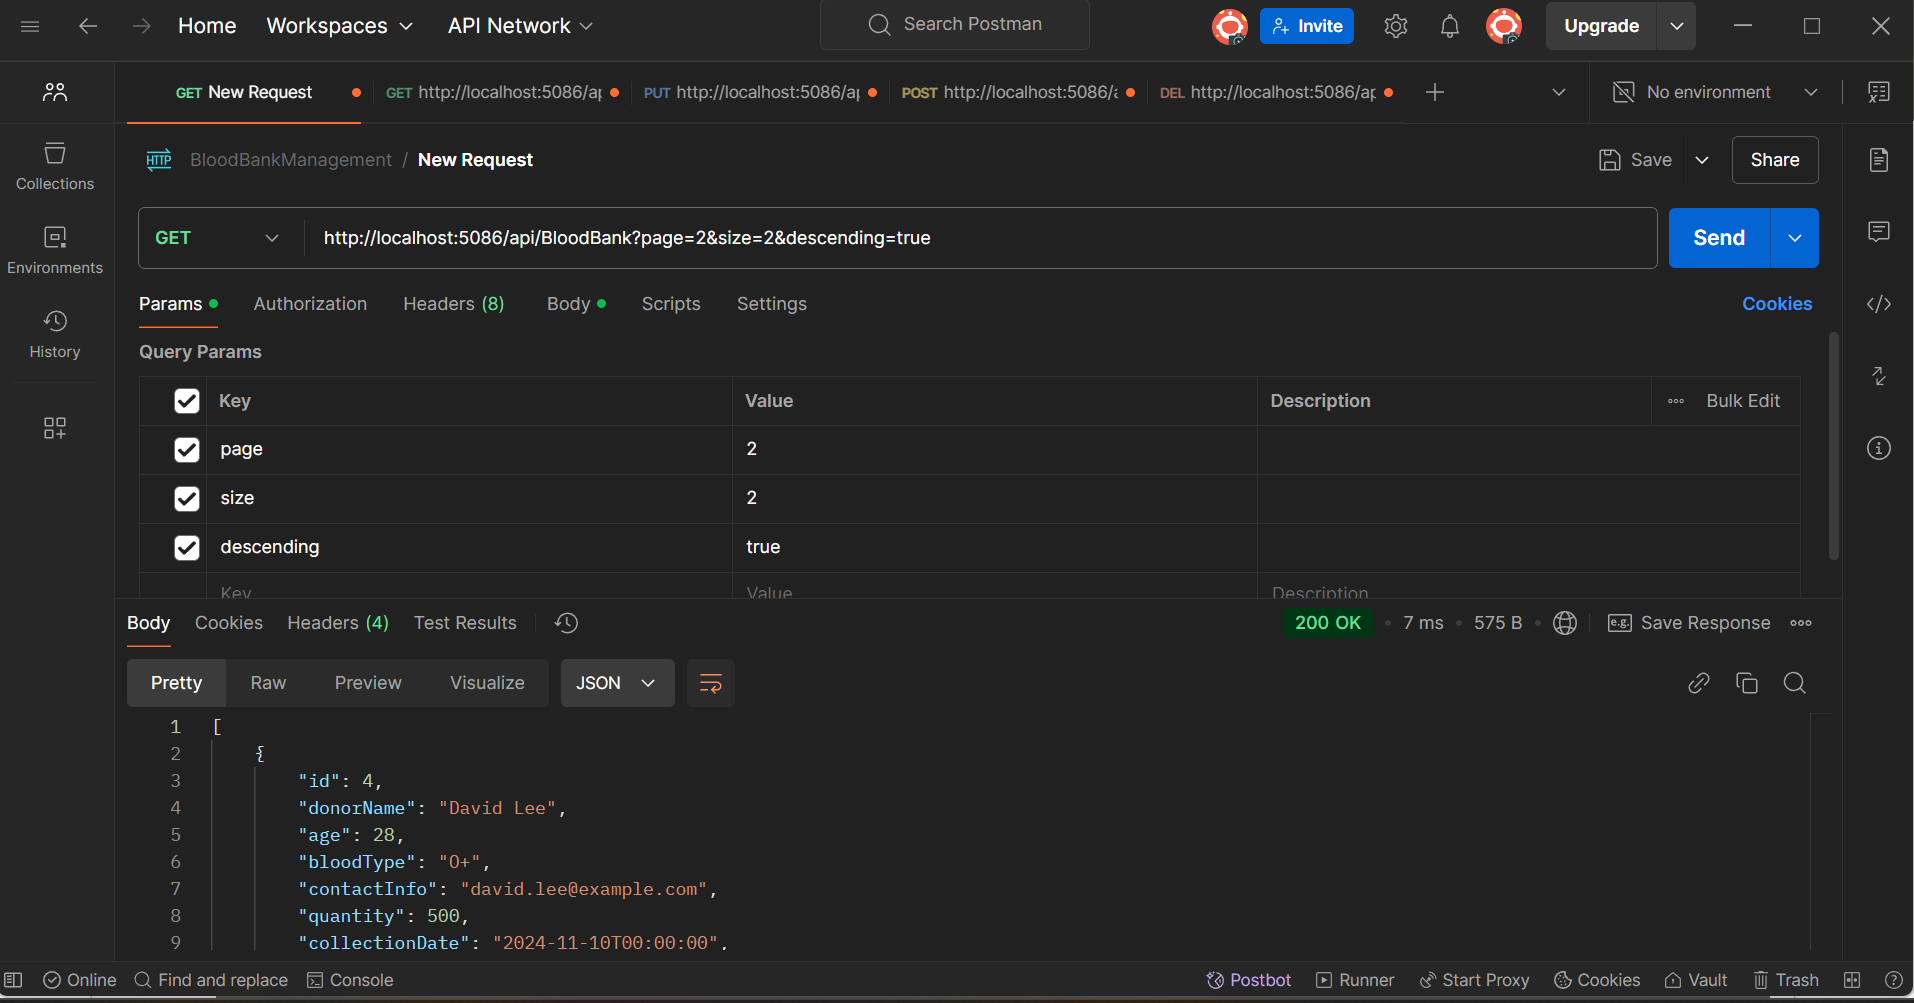 Home Workspaces API Network Search Postman Invite Upgrade
GET New Request GET http://localhost:5086/ap PUT http://localhost:5086/ap POST http://localhost:5086/a DEL http://localhost:5086/ap No environment
HTTP BloodBankManagement / New Request Save Share
Collections
GET http://localhost:5086/api/BloodBank?page=2&size=2&descending=true Send
Environments
Params Authorization Headers (8) Body Scripts Settings Cookies
History
Query Params
Key Value Description Bulk Edit
page 2
size 2
descending true
Key Value Description
Body Cookies Headers (4) Test Results 200 OK 7 ms 575 B e.g. Save Response
Pretty Raw Preview Visualize JSON
1 [
2 {
3 "id": 4,
4 "donorName": "David Lee",
5 "age": 28,
6 "bloodType": "O+",
7 "contactInfo": "david.lee@example.com",
8 "quantity": 500,
9 "collectionDate": "2024-11-10T00:00:00",
Online Find and replace Console Postbot Runner Start Proxy Cookies Vault Trash